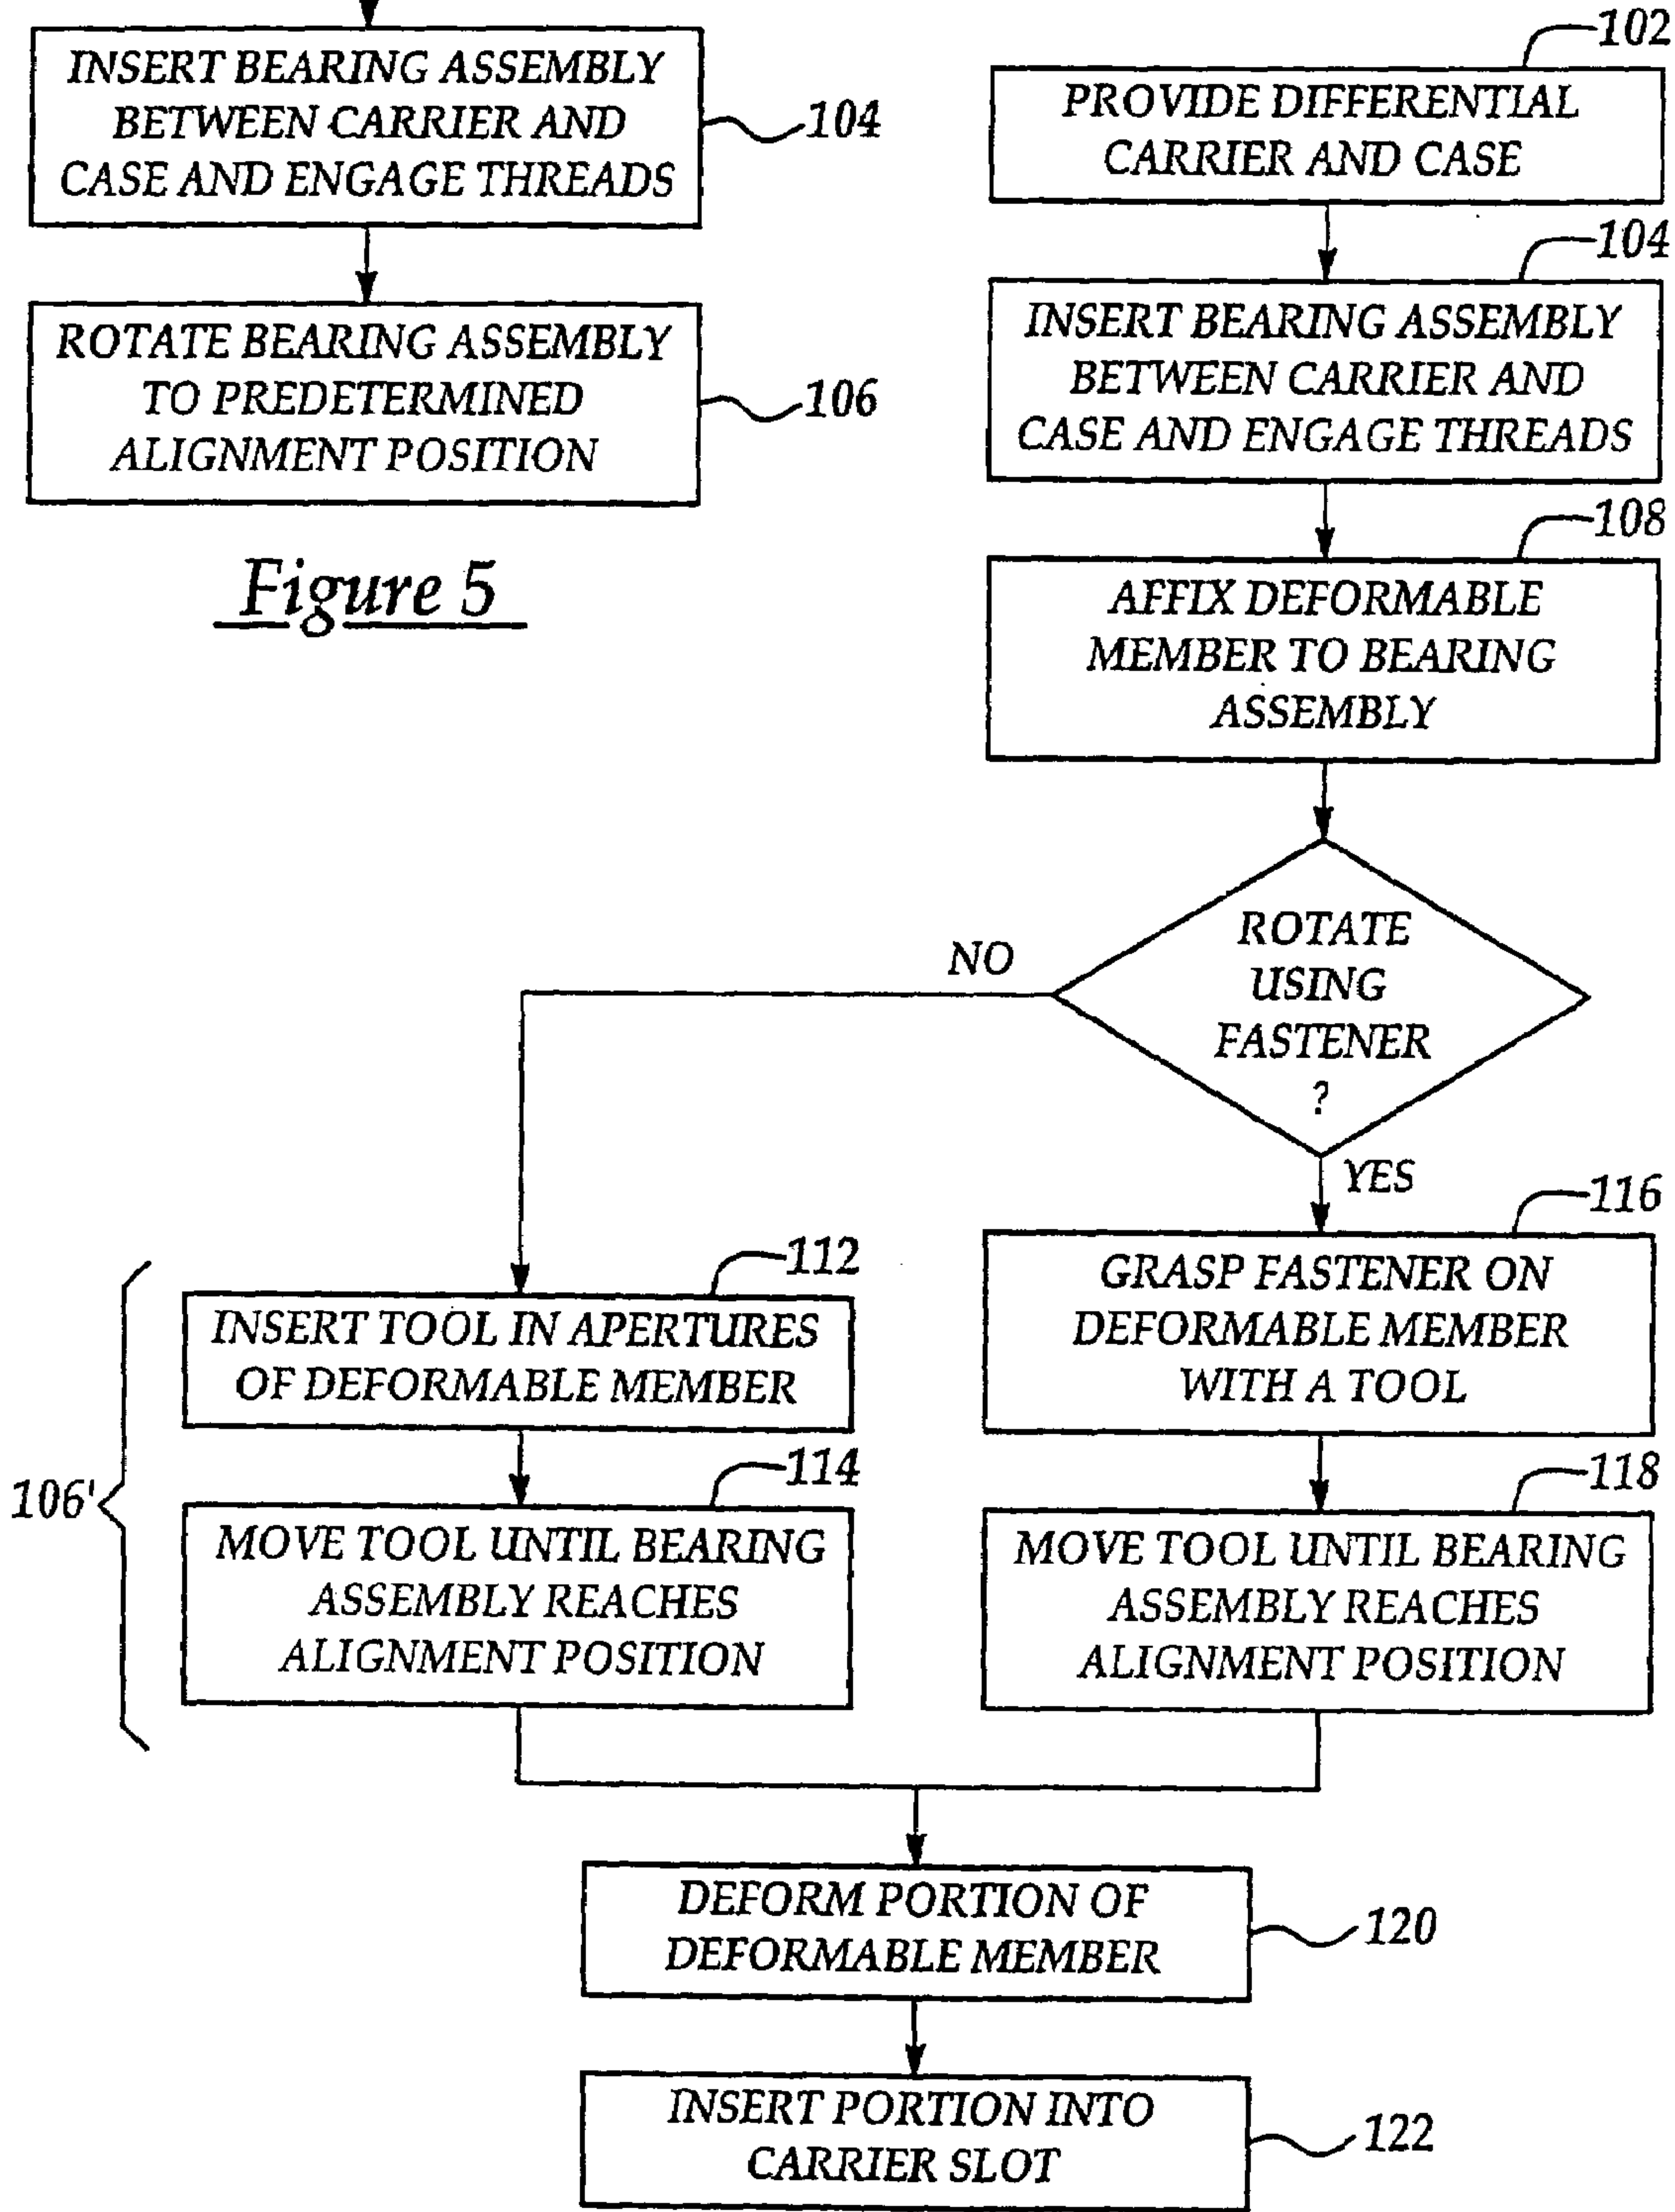 INSERT BEARING ASSEMBLY
BETWEEN CARRIER AND
CASE AND ENGAGE THREADS
104
ROTATE BEARING ASSEMBLY
TO PREDETERMINED
ALIGNMENT POSITION
106
Figure 5
102
PROVIDE DIFFERENTIAL
CARRIER AND CASE
104
INSERT BEARING ASSEMBLY
BETWEEN CARRIER AND
CASE AND ENGAGE THREADS
108
AFFIX DEFORMABLE
MEMBER TO BEARING
ASSEMBLY
ROTATE
USING
FASTENER
?
NO
YES
106'
112
INSERT TOOL IN APERTURES
OF DEFORMABLE MEMBER
114
MOVE TOOL UNTIL BEARING
ASSEMBLY REACHES
ALIGNMENT POSITION
116
GRASP FASTENER ON
DEFORMABLE MEMBER
WITH A TOOL
118
MOVE TOOL UNTIL BEARING
ASSEMBLY REACHES
ALIGNMENT POSITION
DEFORM PORTION OF
DEFORMABLE MEMBER
120
INSERT PORTION INTO
CARRIER SLOT
122